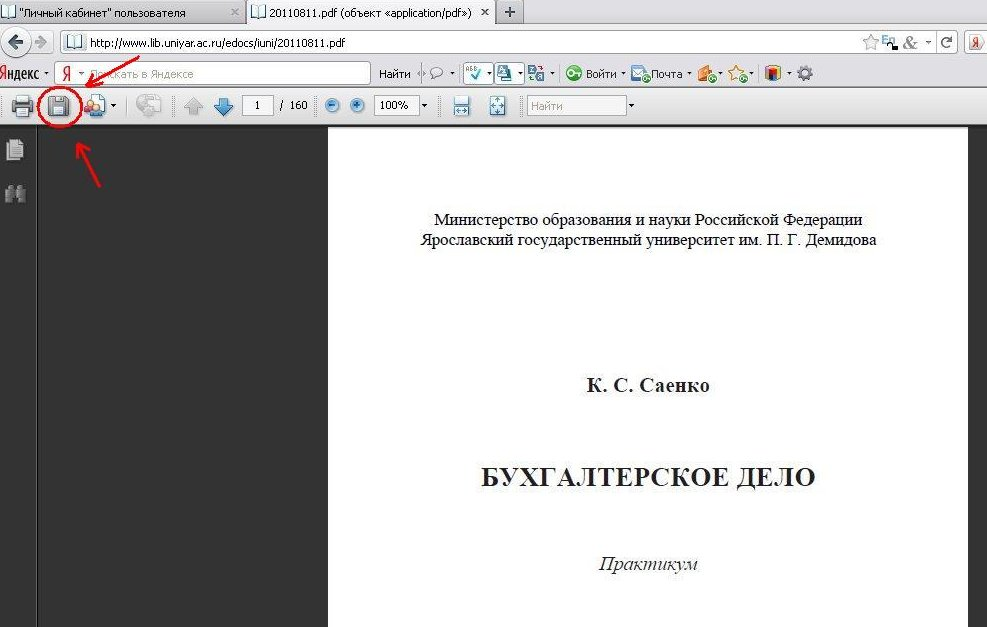 "Личный кабинет" пользователя
20110811.pdf (объект «application/pdf»)
http://www.lib.uniyar.ac.ru/edocs/iuni/20110811.pdf
Яндекс
Я
Искать в Яндексе
Найти
Войти
Почта
1 / 160
100%
Найти
Министерство образования и науки Российской Федерации
Ярославский государственный университет им. П. Г. Демидова
К. С. Саенко
БУХГАЛТЕРСКОЕ ДЕЛО
Практикум